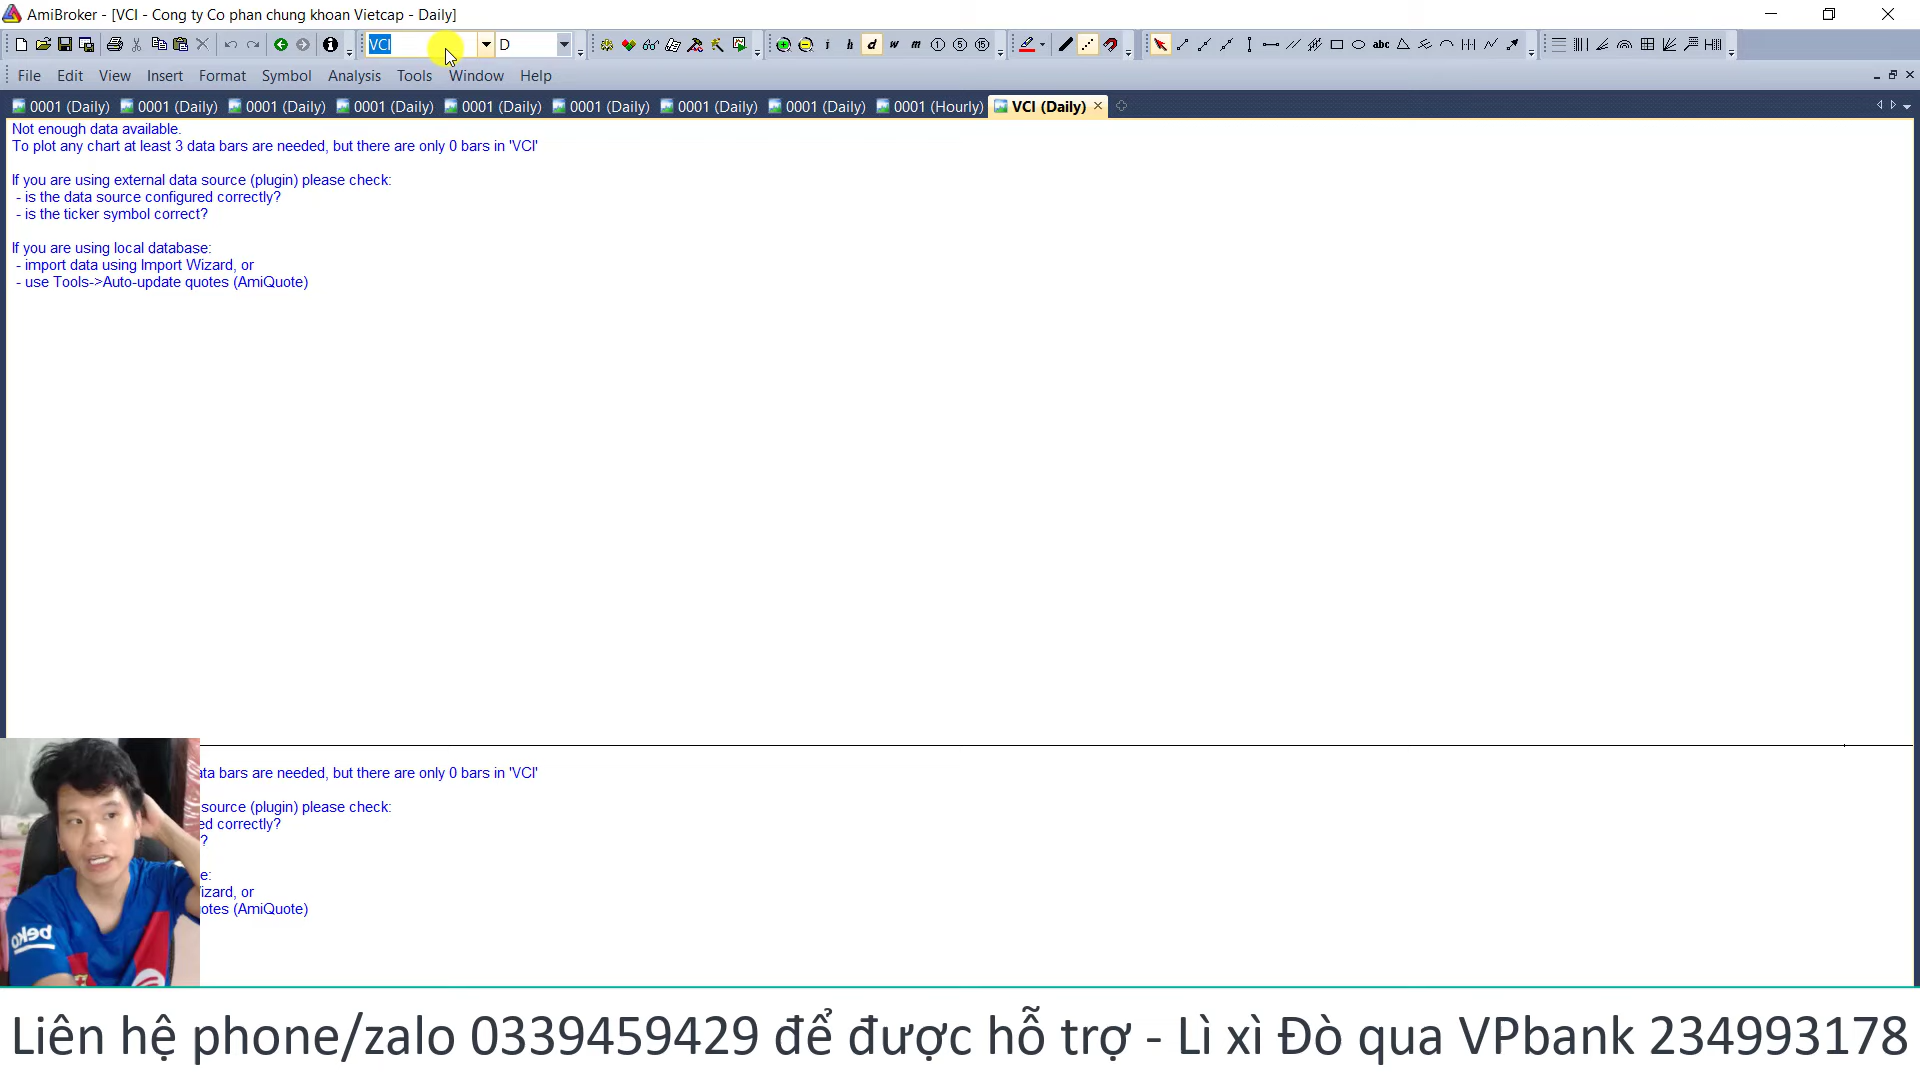 AmiBroker - [VCI - Cong ty Co phan chung khoan Vietcap - Daily]
VCI
D
i h d w m 1 5 15
abc
File Edit View Insert Format Symbol Analysis Tools Window Help
0001 (Daily) 0001 (Daily) 0001 (Daily) 0001 (Daily) 0001 (Daily) 0001 (Daily) 0001 (Daily) 0001 (Daily) 0001 (Hourly) VCI (Daily)
Not enough data available.
To plot any chart at least 3 data bars are needed, but there are only 0 bars in 'VCI'
If you are using external data source (plugin) please check:
- is the data source configured correctly?
- is the ticker symbol correct?
If you are using local database:
- import data using Import Wizard, or
- use Tools->Auto-update quotes (AmiQuote)
ata bars are needed, but there are only 0 bars in 'VCI'
source (plugin) please check:
ed correctly?
?
e:
izard, or
otes (AmiQuote)
beko
Liên hệ phone/zalo 0339459429 để được hỗ trợ - Lì xì Đò qua VPbank 234993178